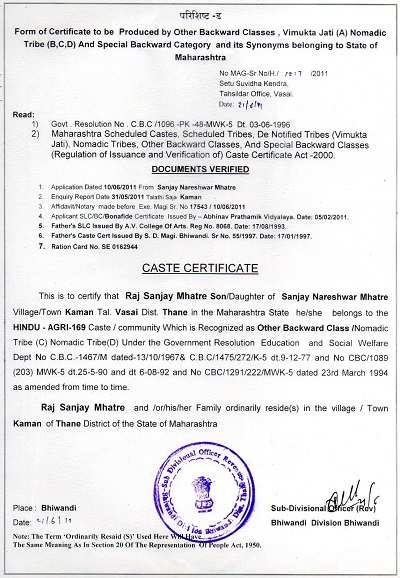 परिशिष्ट -ड
Form of Certificate to be Produced by Other Backward Classes , Vimukta Jati (A) Nomadic
Tribe (B,C,D) And Special Backward Category and its Synonyms belonging to State of
Maharashtra
No MAG-Sr.No/H./ /2011
Setu Suvidha Kendra,
Tahsildar Office, Vasai.
Date: 21/6/11
Read:
1) Govt . Resolution No . C.B.C /1096 -PK -48-MWK-5 Dt. 03-06-1996
2) Maharashtra Scheduled Castes, Scheduled Tribes, De Notified Tribes (Vimukta
Jati), Nomadic Tribes, Other Backward Classes, And Special Backward Classes
(Regulation of Issuance and Verification) of Caste Certificate Act -2000.
DOCUMENTS VERIFIED
1. Application Dated 10/06/2011 From Sanjay Nareshwar Mhatre
2. Enquiry Report Date 31/05/2011 Talathi Saja Kaman
3. Affidavit/Notary made before Exe. Magi Sr. No 17543 / 10/06/2011
4. Applicant SLC/BC/Bonafide Certificate Issued By – Abhinav Prathamik Vidyalaya. Date: 05/02/2011.
5. Father's SLC Issued By A.V. College Of Arts. Reg No. 8068. Date: 17/08/1993.
6. Father's Caste Cert Issued By S. D. Magi. Bhiwandi. Sr No. 55/1997. Date: 17/01/1997.
7. Ration Card No. SE 0162944
CASTE CERTIFICATE
This is to certify that Raj Sanjay Mhatre Son/Daughter of Sanjay Nareshwar Mhatre
Village/Town Kaman Tal. Vasai Dist. Thane in the Maharashtra State he/she belongs to the
HINDU - AGRI-169 Caste / community Which is Recognized as Other Backward Class /Nomadic
Tribe (C) Nomadic Tribe(D) Under the Government Resolution Education and Social Welfare
Dept No C.B.C.-1467/M dated-13/10/1967& C.B.C/1475/272/K-5 dt.9-12-77 and No CBC/1089
(203) MWK-5 dt.25-5-90 and dt 6-08-92 and No CBC/1291/222/MWK-5 dated 23rd March 1994
as amended from time to time.
Raj Sanjay Mhatre and /or/his/her Family ordinarily reside(s) in the village / Town
Kaman of Thane District of the State of Maharashtra
Place : Bhiwandi
Date : 21/6/11
Sub-Divisional Officer (Rev)
Bhiwandi Division Bhiwandi
Note: The Term 'Ordinarily Resaid (S)' Used Here Will Have
The Same Meaning As In Section 20 Of The Representation Of People Act, 1950.